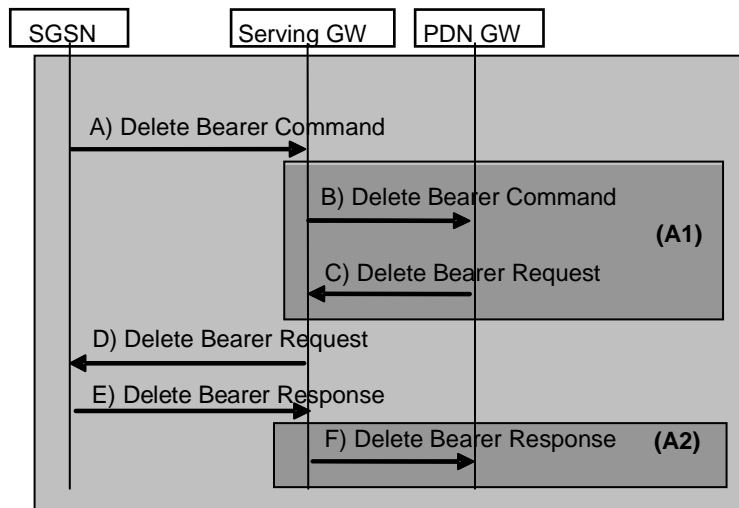 SGSN Serving GW PDN GW
A) Delete Bearer Command
B) Delete Bearer Command
(A1)
C) Delete Bearer Request
D) Delete Bearer Request
E) Delete Bearer Response
F) Delete Bearer Response (A2)